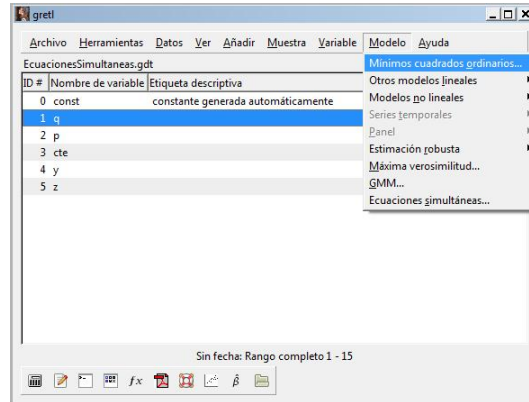 gretl
Archivo Herramientas Datos Ver Añadir Muestra Variable Modelo Ayuda
EcuacionesSimultaneas.gdt
ID # Nombre de variable Etiqueta descriptiva
0 const constante generada automáticamente
1 q
2 p
3 cte
4 y
5 z
Mínimos cuadrados ordinarios...
Otros modelos lineales
Modelos no lineales
Series temporales
Panel
Estimación robusta
Máxima verosimilitud...
GMM...
Ecuaciones simultáneas...
Sin fecha: Rango completo 1 - 15
fx β̂